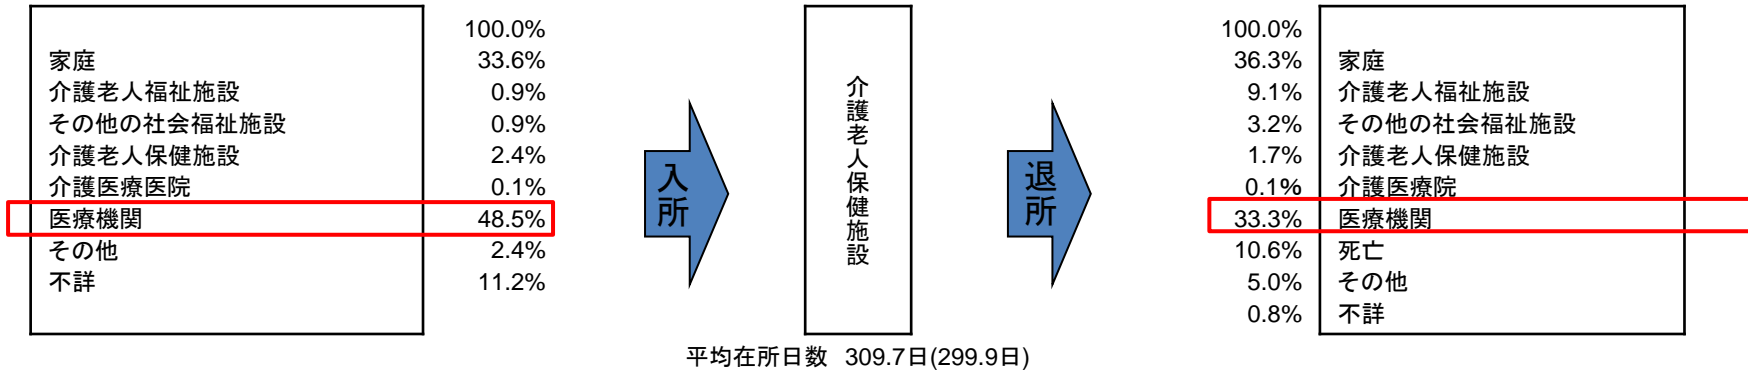 100.0%
家庭 33.6%
介護老人福祉施設 0.9%
その他の社会福祉施設 0.9%
介護老人保健施設 2.4%
介護医療医院 0.1%
医療機関 48.5%
その他 2.4%
不詳 11.2%
入所
介護老人保健施設
退所
100.0%
36.3% 家庭
9.1% 介護老人福祉施設
3.2% その他の社会福祉施設
1.7% 介護老人保健施設
0.1% 介護医療院
33.3% 医療機関
10.6% 死亡
5.0% その他
0.8% 不詳
平均在所日数 309.7日(299.9日)